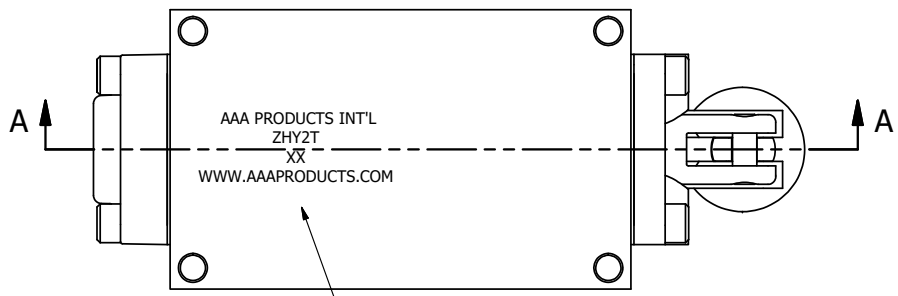 A
A
AAA PRODUCTS INT'L
ZHY2T
XX
WWW.AAAPRODUCTS.COM